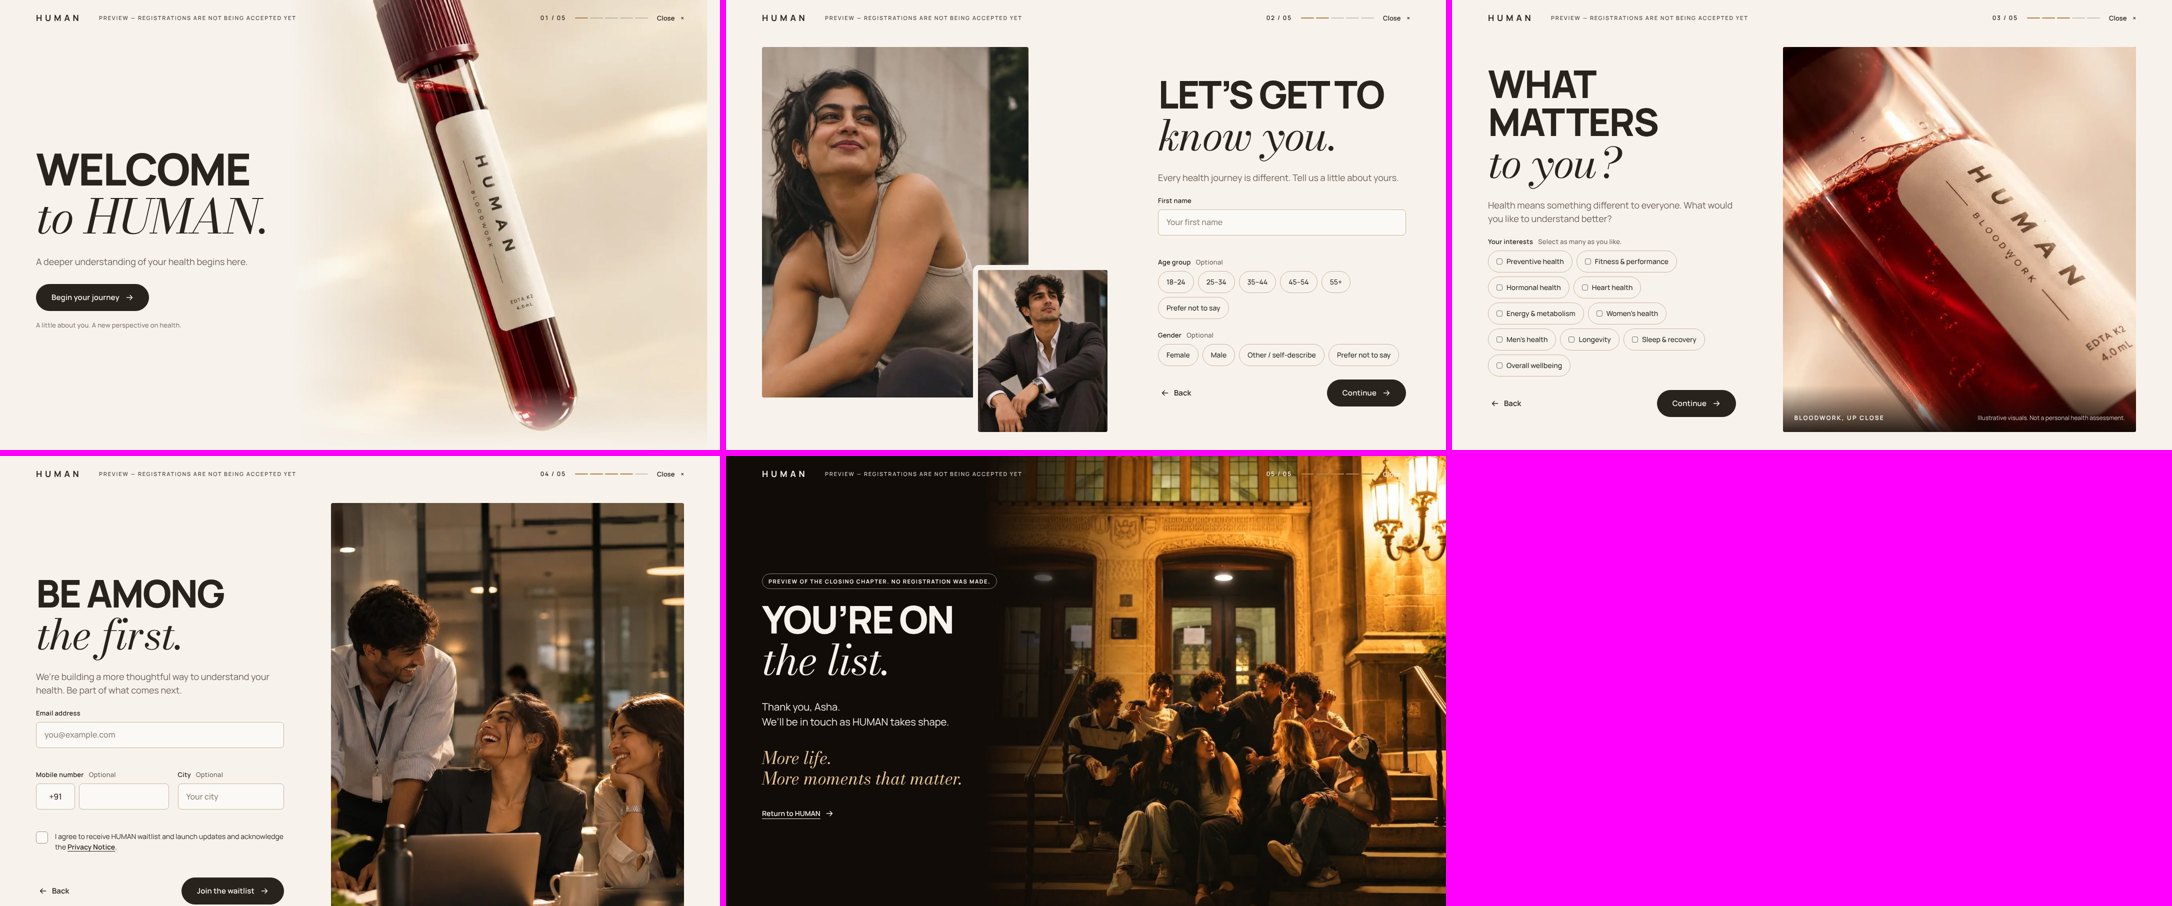 HUMAN
PREVIEW — REGISTRATIONS ARE NOT BEING ACCEPTED YET
01 / 05
Close ×
WELCOME
to HUMAN.
A deeper understanding of your health begins here.
Begin your journey →
A little about you. A new perspective on health.
HUMAN
BLOODWORK
EDTA K2
4.0mL
HUMAN
PREVIEW — REGISTRATIONS ARE NOT BEING ACCEPTED YET
02 / 05
Close ×
LET’S GET TO
know you.
Every health journey is different. Tell us a little about yours.
First name
Your first name
Age group Optional
18–24
25–34
35–44
45–54
55+
Prefer not to say
Gender Optional
Female
Male
Other / self-describe
Prefer not to say
← Back
Continue →
HUMAN
PREVIEW — REGISTRATIONS ARE NOT BEING ACCEPTED YET
03 / 05
Close ×
WHAT
MATTERS
to you?
Health means something different to everyone. What would
you like to understand better?
Your interests Select as many as you like.
Preventive health
Fitness & performance
Hormonal health
Heart health
Energy & metabolism
Women's health
Men's health
Longevity
Sleep & recovery
Overall wellbeing
← Back
Continue →
HUMAN
BLOODWORK
EDTA K2
4.0mL
BLOODWORK, UP CLOSE
Illustrative visuals. Not a personal health assessment.
HUMAN
PREVIEW — REGISTRATIONS ARE NOT BEING ACCEPTED YET
04 / 05
Close ×
BE AMONG
the first.
We're building a more thoughtful way to understand your
health. Be part of what comes next.
Email address
you@example.com
Mobile number Optional
City Optional
+91
Your city
I agree to receive HUMAN waitlist and launch updates and acknowledge
the Privacy Notice.
← Back
Join the waitlist →
HUMAN
PREVIEW — REGISTRATIONS ARE NOT BEING ACCEPTED YET
05 / 05
PREVIEW OF THE CLOSING CHAPTER. NO REGISTRATION WAS MADE.
YOU’RE ON
the list.
Thank you, Asha.
We'll be in touch as HUMAN takes shape.
More life.
More moments that matter.
Return to HUMAN →